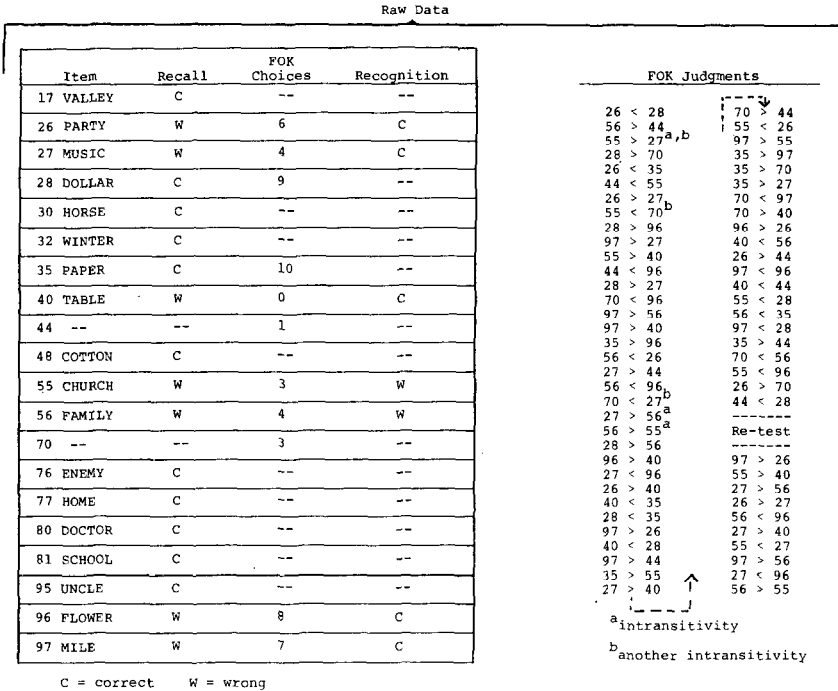 Raw Data
Item Recall FOK Choices Recognition
17 VALLEY C -- --
26 PARTY W 6 C
27 MUSIC W 4 C
28 DOLLAR C 9 --
30 HORSE C -- --
32 WINTER C -- --
35 PAPER C 10 --
40 TABLE W 0 C
44 -- -- 1 --
48 COTTON C -- --
55 CHURCH W 3 W
56 FAMILY W 4 W
70 -- -- 3 --
76 ENEMY C -- --
77 HOME C -- --
80 DOCTOR C -- --
81 SCHOOL C -- --
95 UNCLE C -- --
96 FLOWER W 8 C
97 MILE W 7 C
C = correct W = wrong
FOK Judgments
26 < 28
56 > 44
55 > 27 a,b
28 > 70
26 < 35
44 < 55
26 > 27
55 < 70 b
28 > 96
97 > 27
55 > 40
44 < 96
28 > 27
70 < 96
97 > 56
97 > 40
35 > 96
56 < 26
27 > 44
56 < 96
70 < 27 b
27 > 56 a
56 > 55 a
28 > 56
96 > 40
27 < 96
26 > 40
40 < 35
28 < 35
97 > 26
40 < 28
97 > 44
35 > 55
27 > 40
70 > 44
55 < 26
97 > 55
35 > 97
35 > 70
35 > 27
70 < 97
70 > 40
96 > 26
40 < 56
26 > 44
97 < 96
40 < 44
55 < 28
56 < 35
97 < 28
35 > 44
70 < 56
55 < 96
26 > 70
44 < 28
-------
Re-test
-------
97 > 26
55 > 40
27 > 56
26 > 27
56 < 96
27 > 40
55 < 27
97 > 56
27 < 96
56 > 55
a intransitivity
b another intransitivity